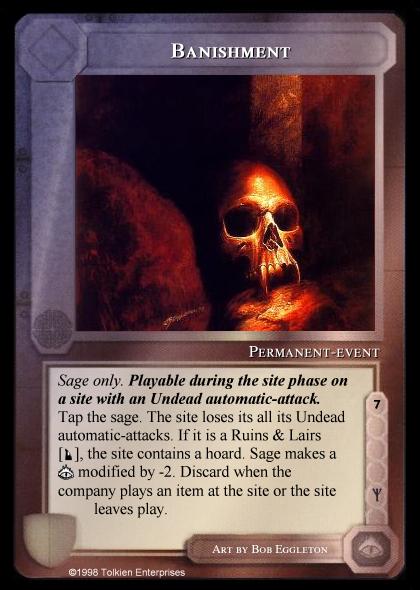 BANISHMENT
PERMANENT-EVENT
Sage only. Playable during the site phase on
a site with an Undead automatic-attack.
Tap the sage. The site loses its all its Undead
automatic-attacks. If it is a Ruins & Lairs
[ ], the site contains a hoard. Sage makes a
modified by -2. Discard when the
company plays an item at the site or the site
leaves play.
7
ART BY BOB EGGLETON
©1998 Tolkien Enterprises